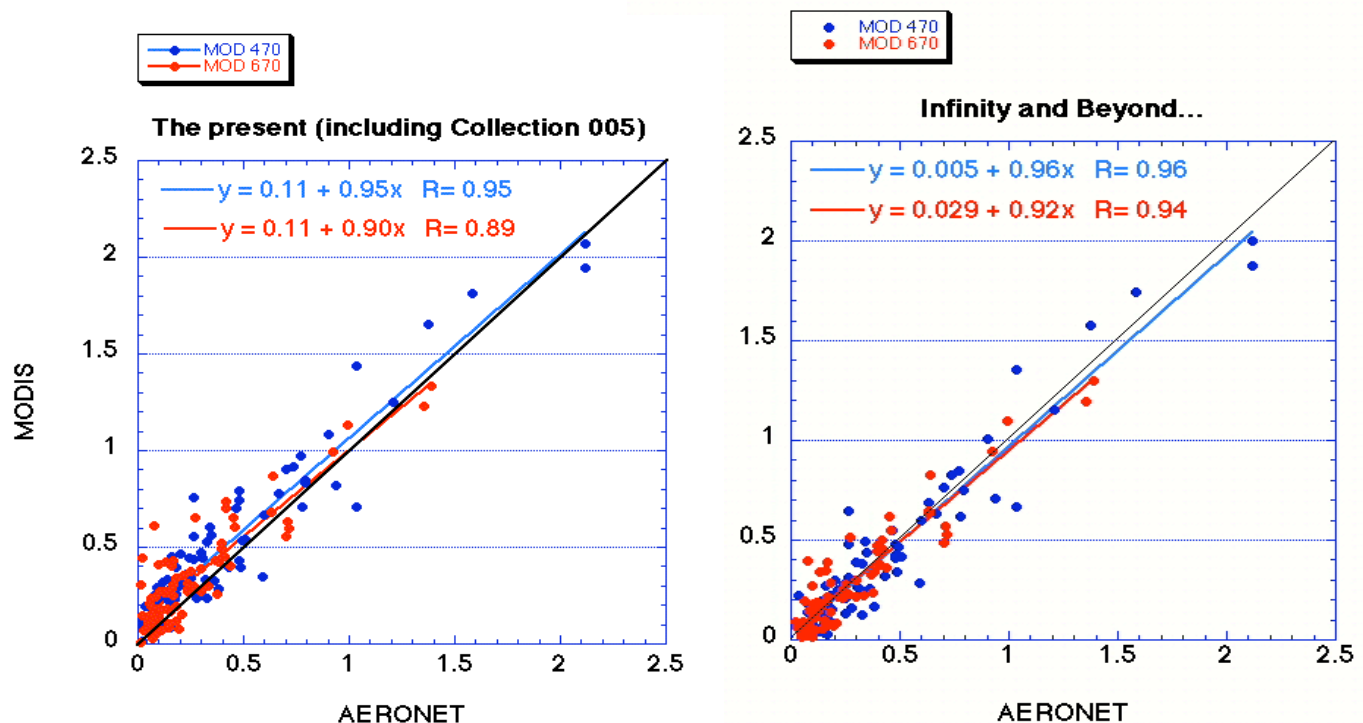 MOD 470
MOD 670
The present (including Collection 005)
2.5
2
1.5
1
0.5
0
y = 0.11 + 0.95x R= 0.95
y = 0.11 + 0.90x R= 0.89
MODIS
0 0.5 1 1.5 2 2.5
AERONET
MOD 470
MOD 670
Infinity and Beyond...
2.5
2
1.5
1
0.5
0
y = 0.005 + 0.96x R= 0.96
y = 0.029 + 0.92x R= 0.94
0 0.5 1 1.5 2 2.5
AERONET